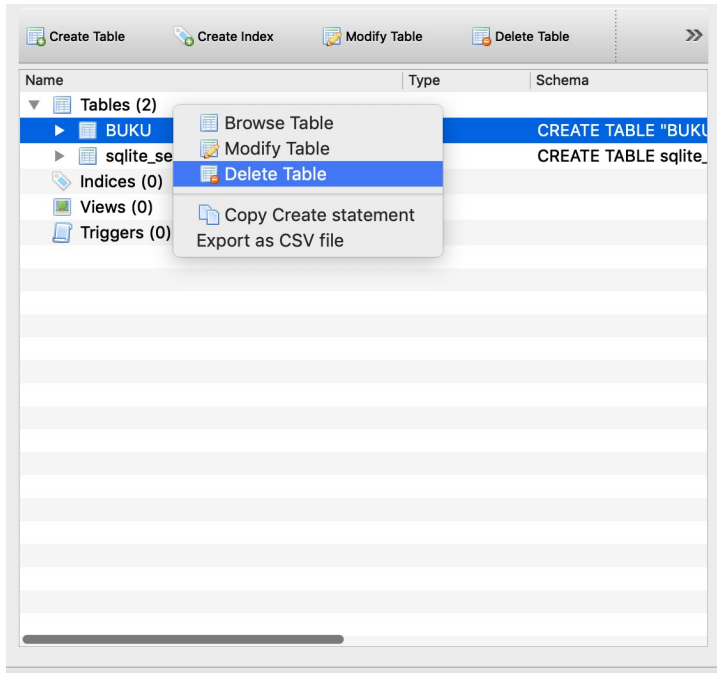 Create Table Create Index Modify Table Delete Table
Name Type Schema
Tables (2)
BUKU CREATE TABLE "BUKU
sqlite_se CREATE TABLE sqlite_
Indices (0)
Views (0)
Triggers (0)
Browse Table
Modify Table
Delete Table
Copy Create statement
Export as CSV file